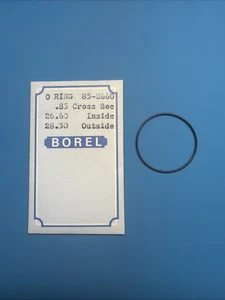 O RING 85-2660
.85 Cross Sec
26.60 Inside
28.30 Outside
BOREL